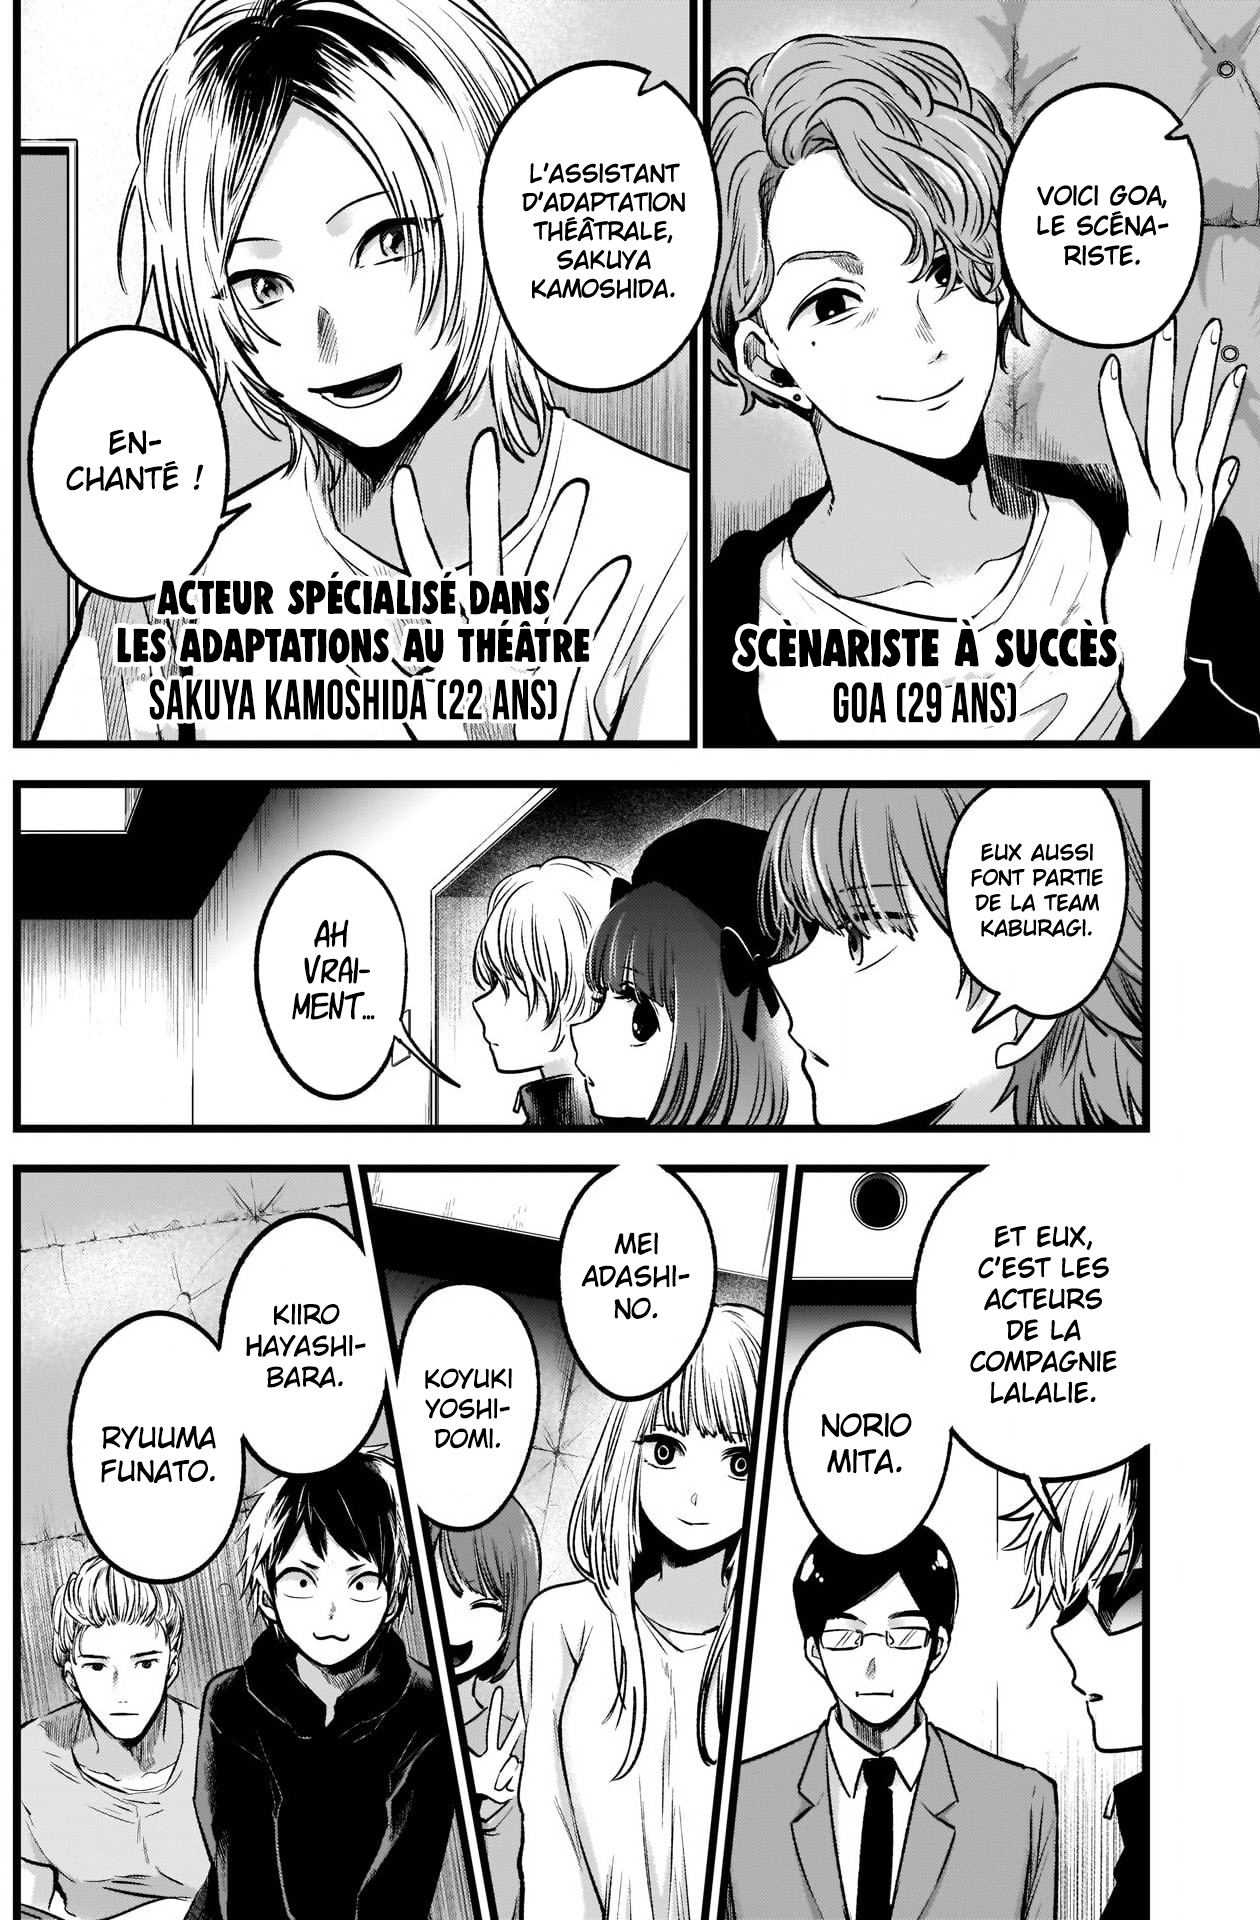 VOICI GOA,
LE SCÉNA-
RISTE.
SCÈNARISTE À SUCCÈS
GOA (29 ANS)
L'ASSISTANT
D'ADAPTATION
THÉÂTRALE,
SAKUYA
KAMOSHIDA.
EN-
CHANTÉ !
ACTEUR SPÉCIALISÉ DANS
LES ADAPTATIONS AU THÉÂTRE
SAKUYA KAMOSHIDA (22 ANS)
EUX AUSSI
FONT PARTIE
DE LA TEAM
KABURAGI.
AH
VRAI-
MENT...
ET EUX,
C'EST LES
ACTEURS
DE LA
COMPAGNIE
LALALIE.
NORIO
MITA.
MEI
ADASHI-
NO.
KOYUKI
YOSHI-
DOMI.
KIIRO
HAYASHI-
BARA.
RYUUMA
FUNATO.